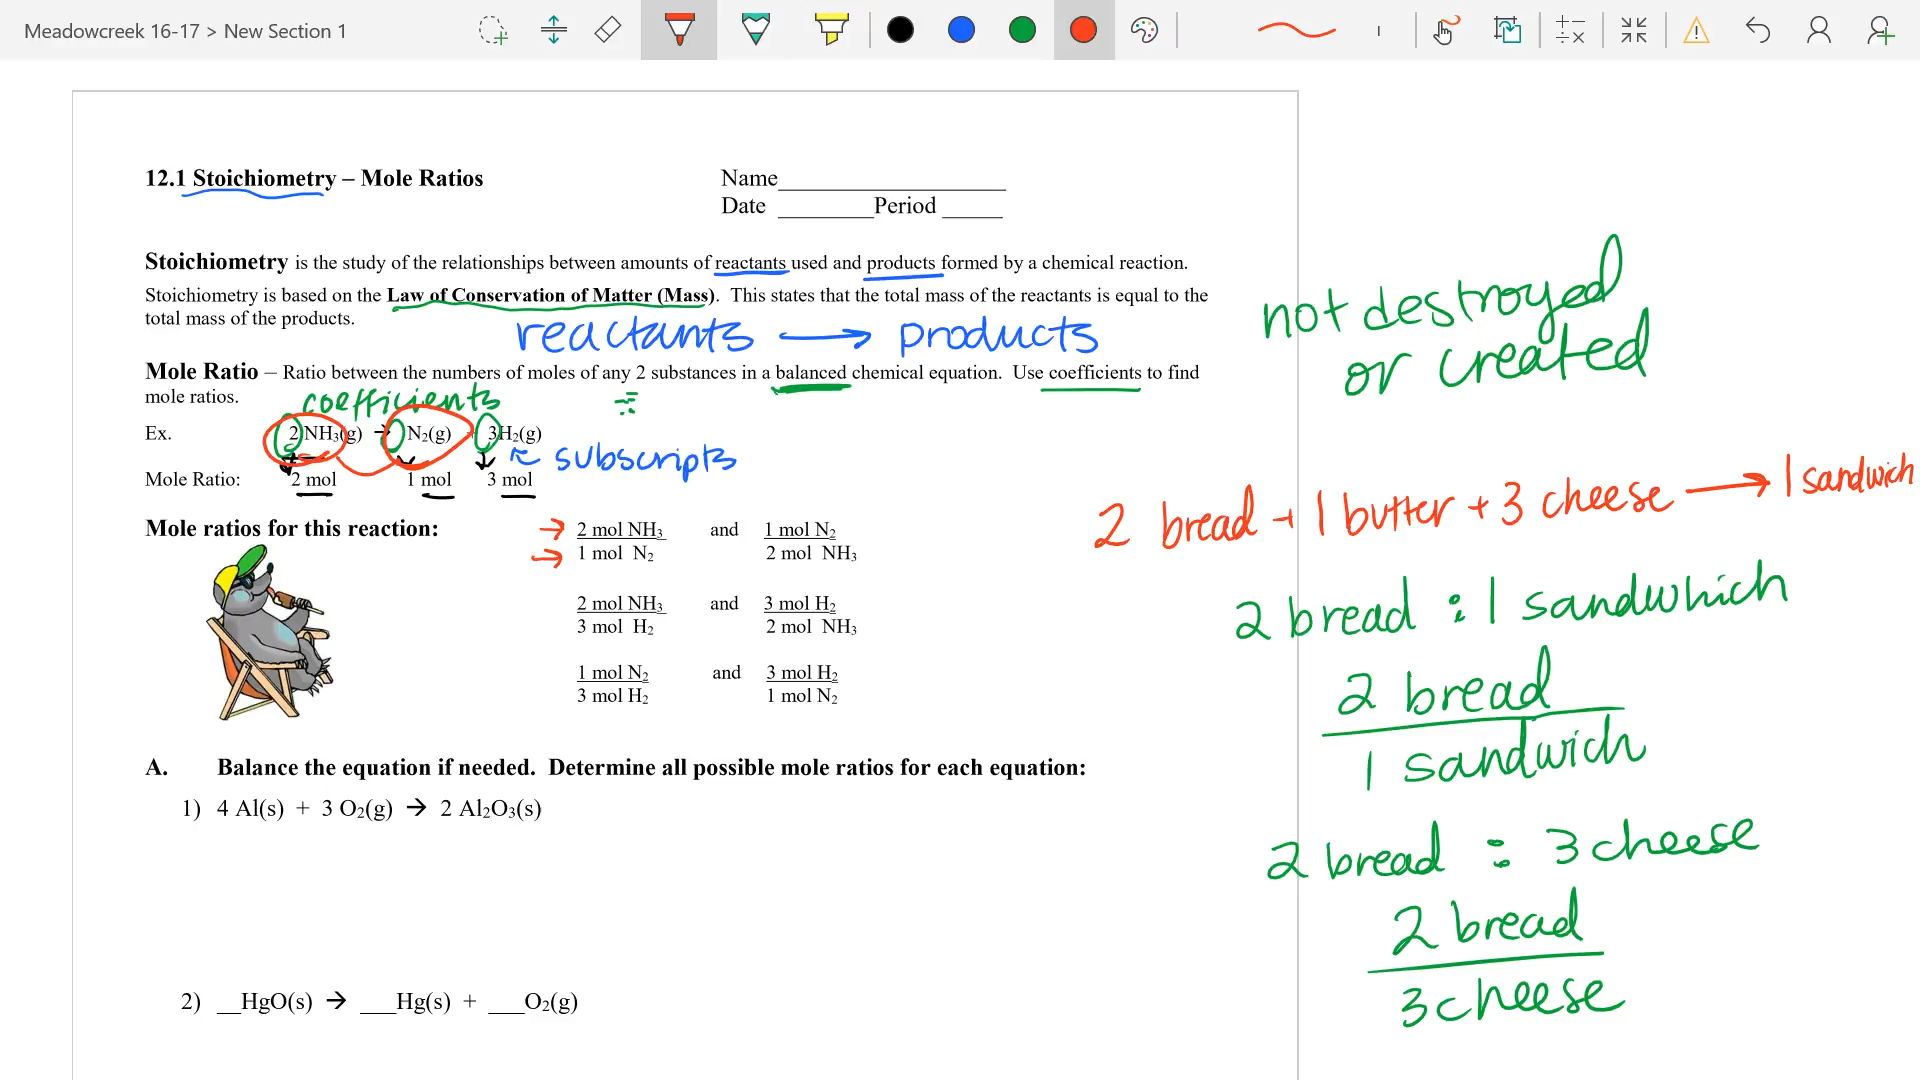 Meadowcreek 16-17 > New Section 1
12.1 Stoichiometry – Mole Ratios
Name____________________
Date ________Period _____
Stoichiometry is the study of the relationships between amounts of reactants used and products formed by a chemical reaction.
Stoichiometry is based on the Law of Conservation of Matter (Mass). This states that the total mass of the reactants is equal to the
total mass of the products.
reactants → products
not destroyed
or created
Mole Ratio – Ratio between the numbers of moles of any 2 substances in a balanced chemical equation. Use coefficients to find
mole ratios.
coefficients
Ex. 2 NH₃(g) → N₂(g) + 3H₂(g)
subscripts
Mole Ratio: 2 mol 1 mol 3 mol
2 bread + 1 butter + 3 cheese → 1 sandwich
Mole ratios for this reaction:
→ 2 mol NH₃ and 1 mol N₂
→ 1 mol N₂ 2 mol NH₃
2 mol NH₃ and 3 mol H₂
3 mol H₂ 2 mol NH₃
1 mol N₂ and 3 mol H₂
3 mol H₂ 1 mol N₂
2 bread : 1 sandwhich
2 bread
1 sandwich
2 bread : 3 cheese
2 bread
3 cheese
A. Balance the equation if needed. Determine all possible mole ratios for each equation:
1) 4 Al(s) + 3 O₂(g) → 2 Al₂O₃(s)
2) __HgO(s) → ___Hg(s) + ___O₂(g)